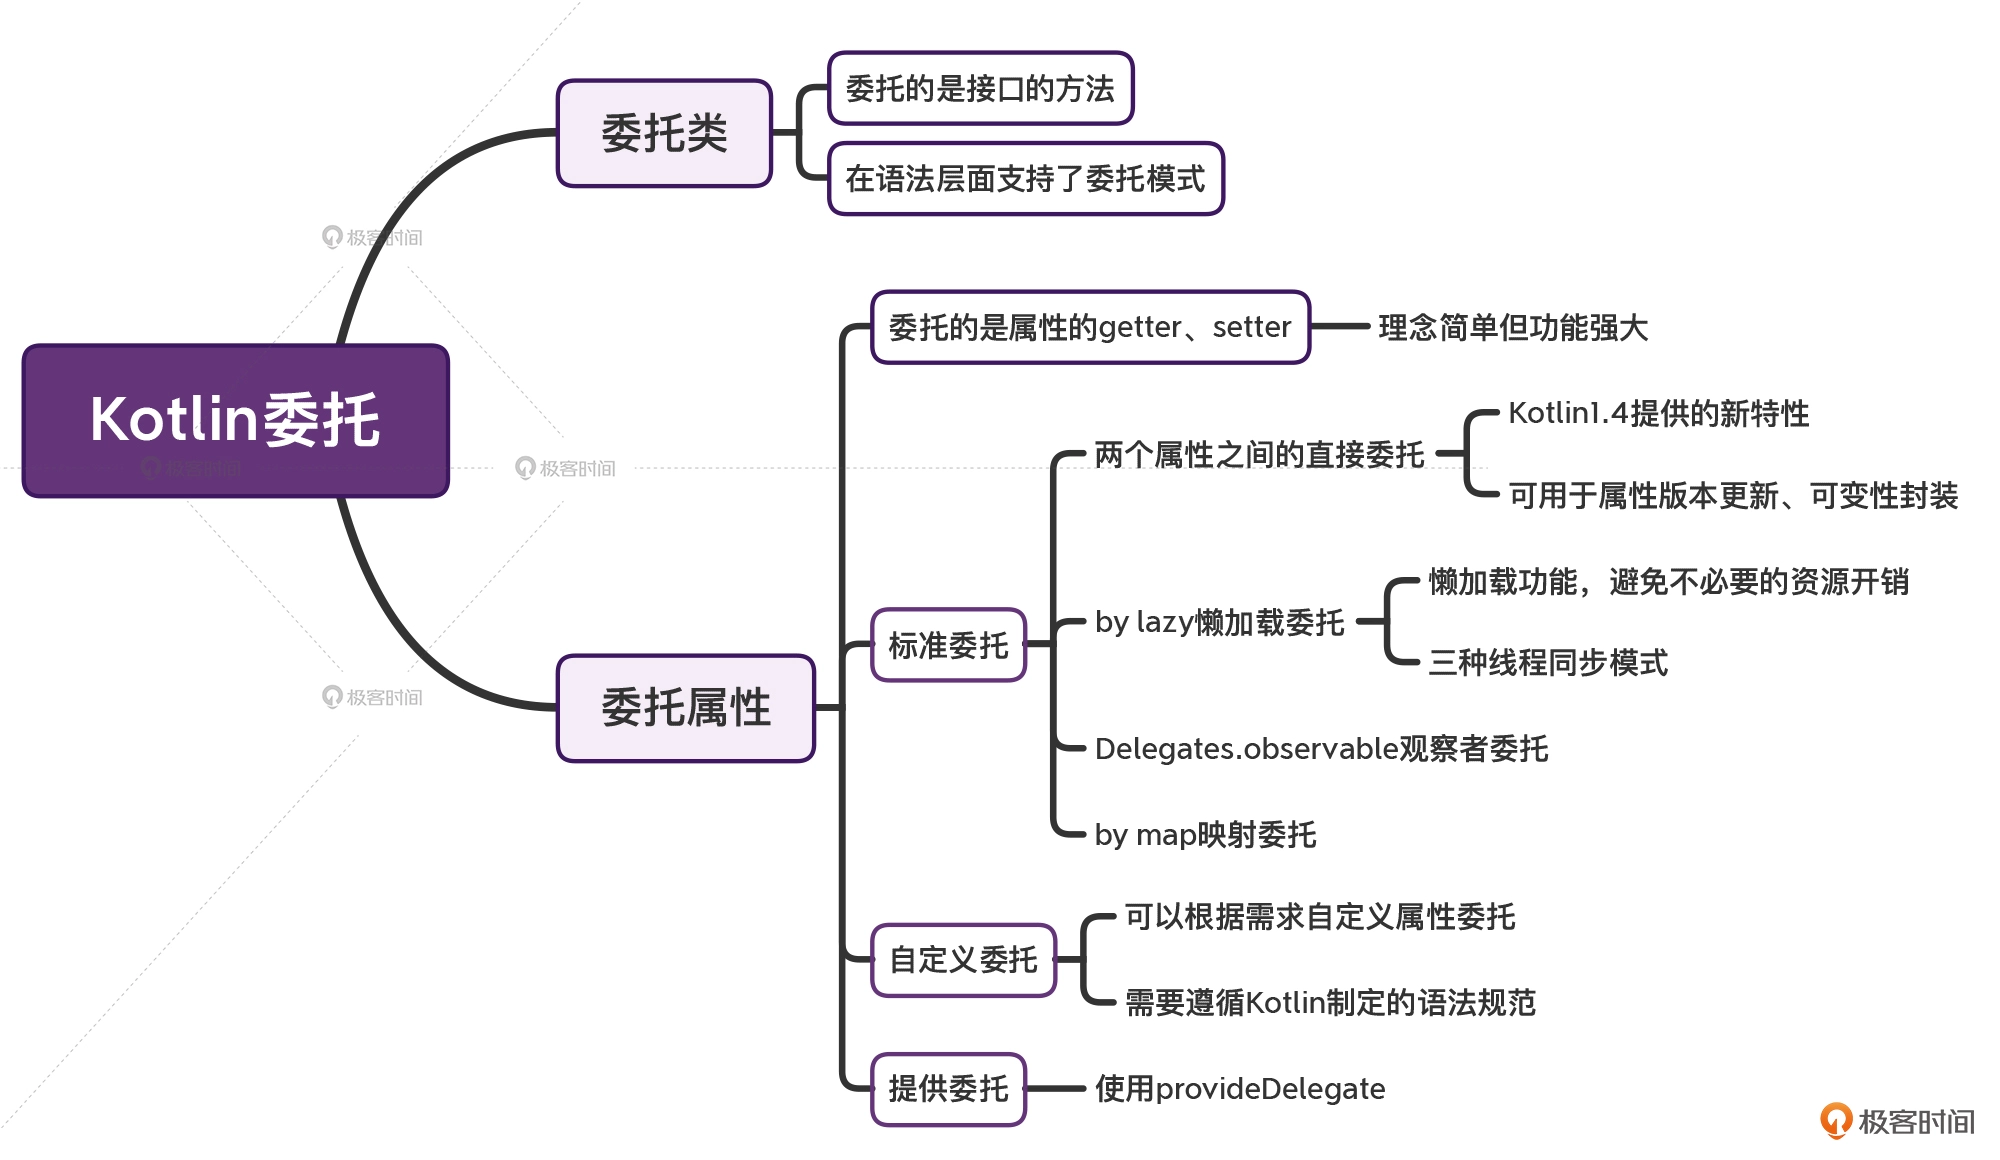 Kotlin委托
委托类
委托的是接口的方法
在语法层面支持了委托模式
委托属性
委托的是属性的getter、setter
理念简单但功能强大
标准委托
两个属性之间的直接委托
Kotlin1.4提供的新特性
可用于属性版本更新、可变性封装
by lazy懒加载委托
懒加载功能，避免不必要的资源开销
三种线程同步模式
Delegates.observable观察者委托
by map映射委托
自定义委托
可以根据需求自定义属性委托
需要遵循Kotlin制定的语法规范
提供委托
使用provideDelegate
极客时间
极客时间
极客时间
极客时间
极客时间